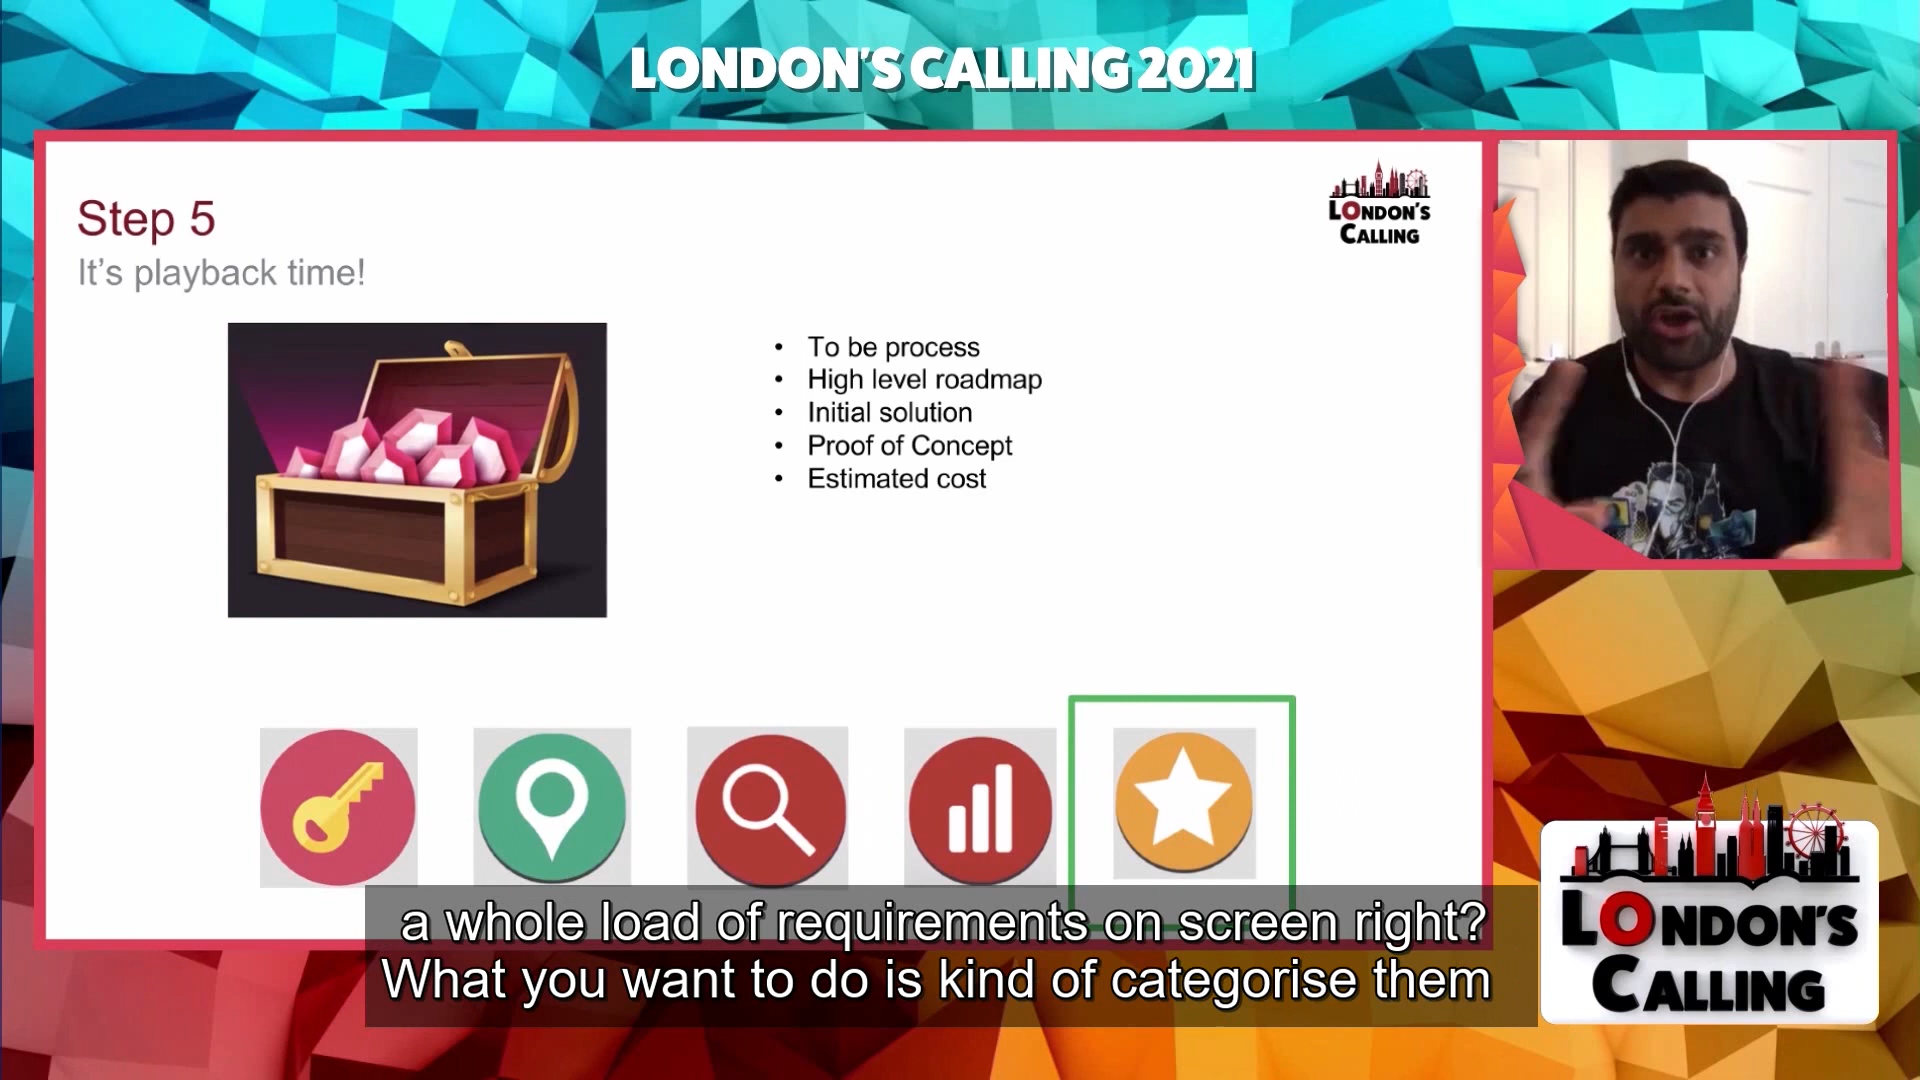 LONDON'S CALLING 2021
LONDON'S
CALLING
Step 5
It's playback time!
• To be process
• High level roadmap
• Initial solution
• Proof of Concept
• Estimated cost
a whole load of requirements on screen right?
What you want to do is kind of categorise them
LONDON'S
CALLING